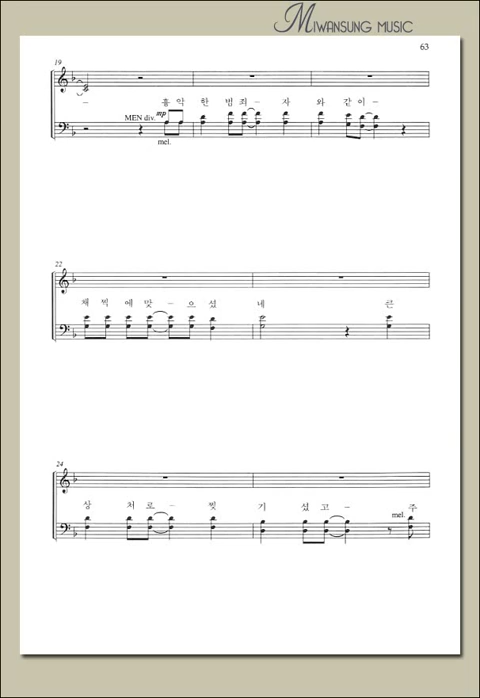 MIWANSUNG MUSIC
63
19
흉 악 한 범 죄 - 자 와 같 이 -
MEN div.
mp
mel.
22
채 찍 에 맞 - 으 셨 네 큰
24
상 처 로 - 찢 기 셨 고 - 주
mel.